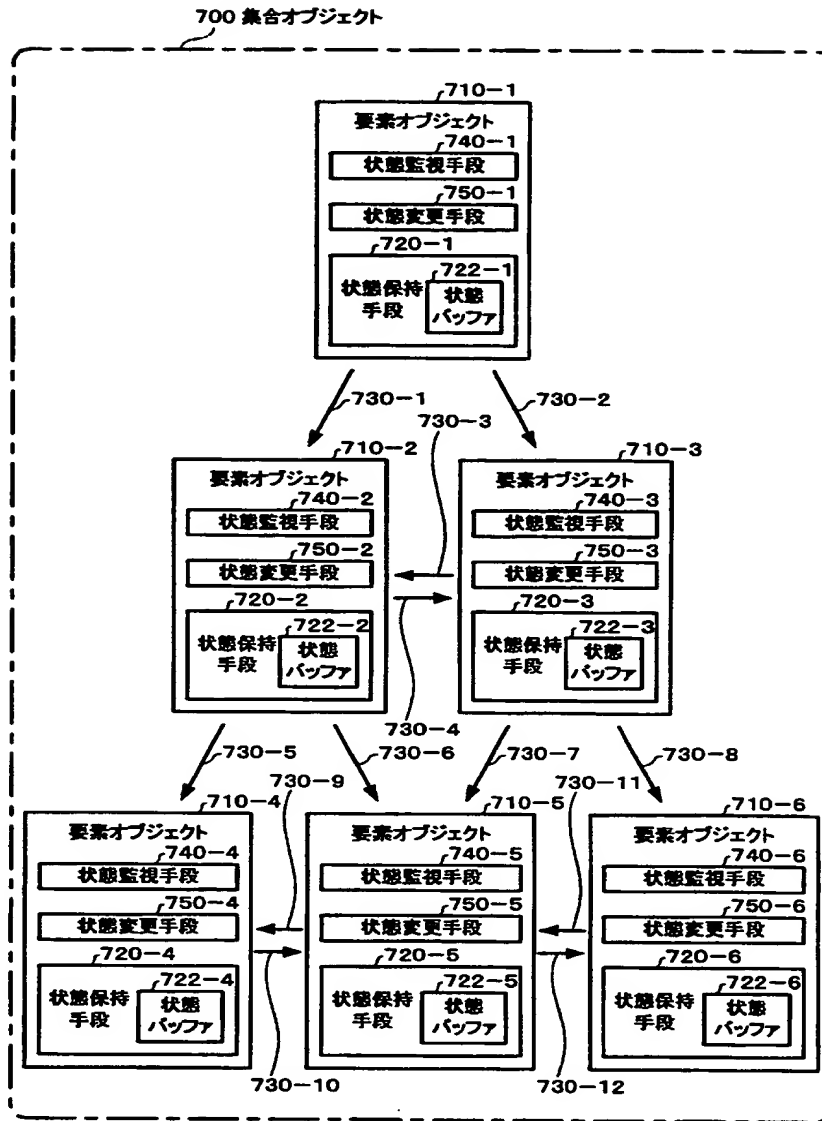 700 集合オブジェクト
710-1
要素オブジェクト
740-1
状態監視手段
750-1
状態変更手段
720-1
722-1
状態保持
手段
状態
バッファ
730-1
730-2
730-3
710-2
要素オブジェクト
740-2
状態監視手段
750-2
状態変更手段
720-2
722-2
状態保持
手段
状態
バッファ
710-3
要素オブジェクト
740-3
状態監視手段
750-3
状態変更手段
720-3
722-3
状態保持
手段
状態
バッファ
730-4
730-5
730-6
730-7
730-8
730-9
730-11
710-4
要素オブジェクト
740-4
状態監視手段
750-4
状態変更手段
720-4
722-4
状態保持
手段
状態
バッファ
710-5
要素オブジェクト
740-5
状態監視手段
750-5
状態変更手段
720-5
722-5
状態保持
手段
状態
バッファ
710-6
要素オブジェクト
740-6
状態監視手段
750-6
状態変更手段
720-6
722-6
状態保持
手段
状態
バッファ
730-10
730-12